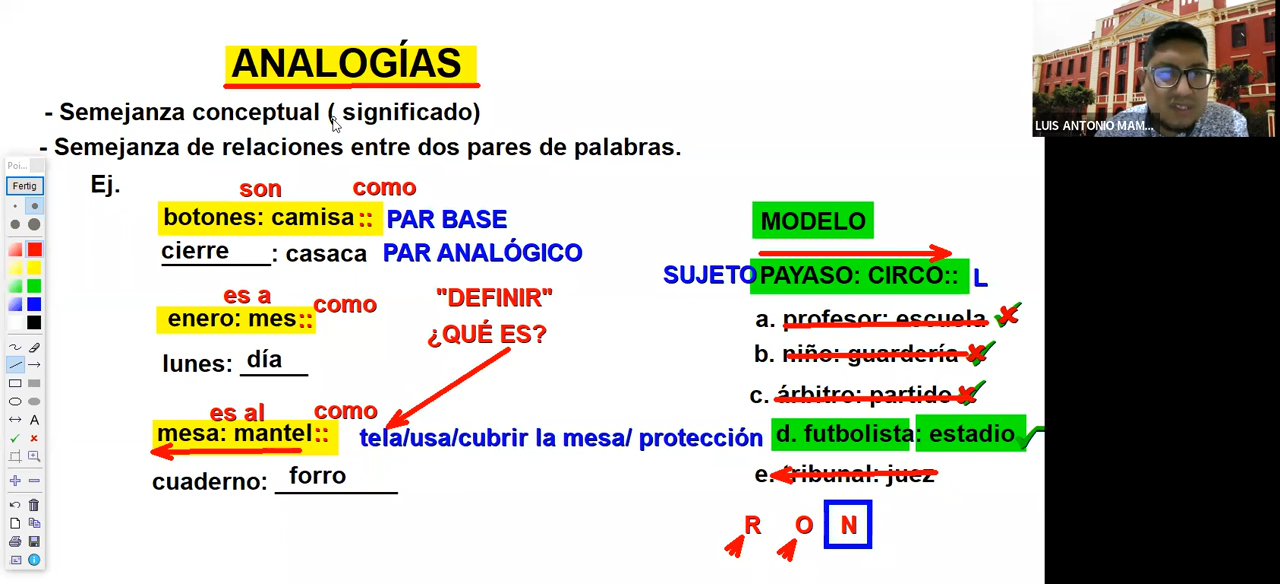 ANALOGÍAS
- Semejanza conceptual ( significado)
- Semejanza de relaciones entre dos pares de palabras.
Ej.
son como
botones: camisa:: PAR BASE
cierre : casaca PAR ANALÓGICO
es a como
enero: mes::
lunes: día
"DEFINIR"
¿QUÉ ES?
es al como
mesa: mantel:: tela/usa/cubrir la mesa/ protección
cuaderno: forro
MODELO
SUJETO PAYASO: CIRCO:: L
a. profesor: escuela
b. niño: guardería
c. árbitro: partido
d. futbolista: estadio
e. tribunal: juez
R O N
LUIS ANTONIO MAM...
Poi...
Fertig
A